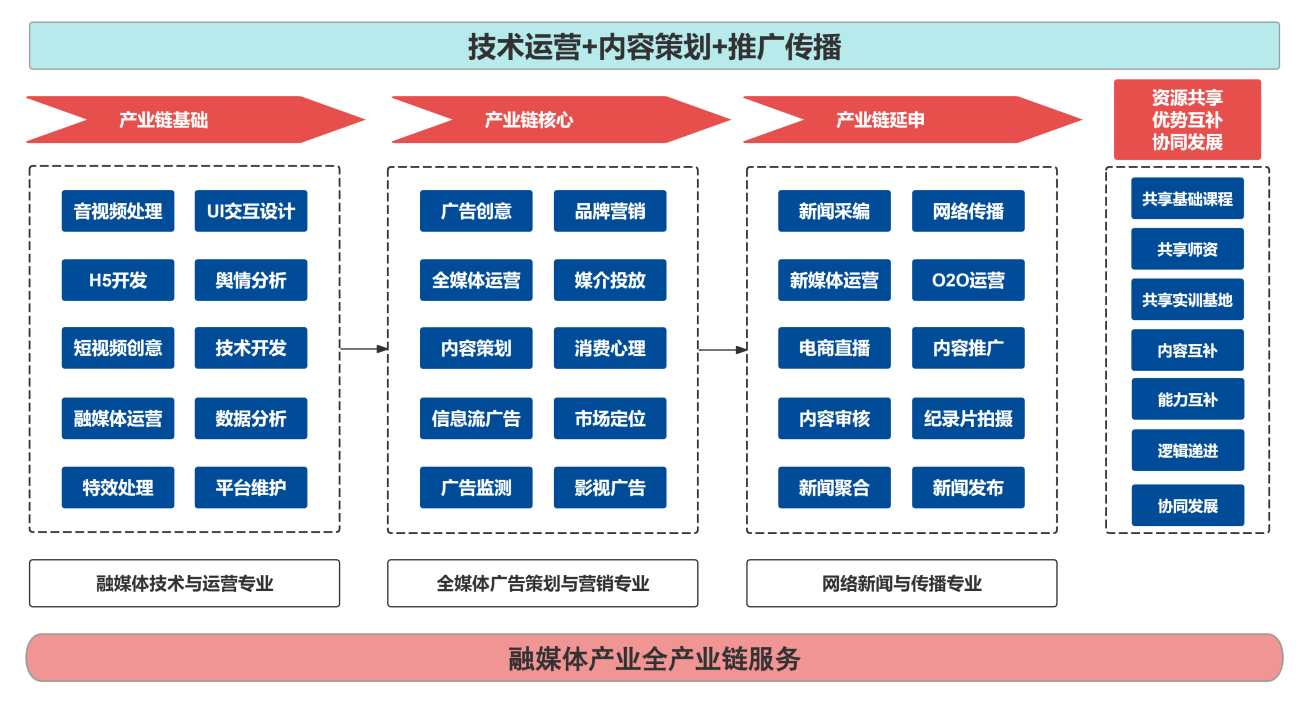 技术运营+内容策划+推广传播
产业链基础
产业链核心
产业链延申
资源共享
优势互补
协同发展
音视频处理
UI交互设计
H5开发
舆情分析
短视频创意
技术开发
融媒体运营
数据分析
特效处理
平台维护
广告创意
品牌营销
全媒体运营
媒介投放
内容策划
消费心理
信息流广告
市场定位
广告监测
影视广告
新闻采编
网络传播
新媒体运营
O2O运营
电商直播
内容推广
内容审核
纪录片拍摄
新闻聚合
新闻发布
共享基础课程
共享师资
共享实训基地
内容互补
能力互补
逻辑递进
协同发展
融媒体技术与运营专业
全媒体广告策划与营销专业
网络新闻与传播专业
融媒体产业全产业链服务